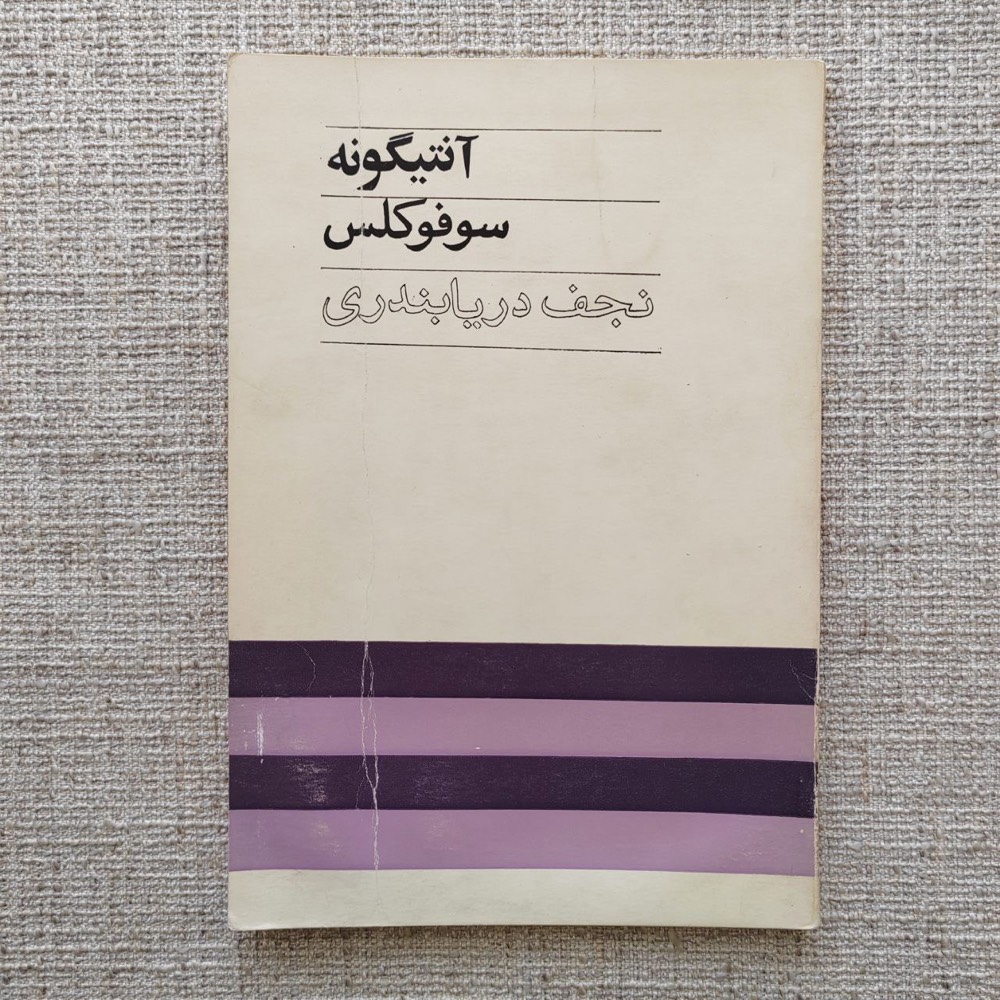 آنتیگونه
سوفوکلس
نجف دریابندری